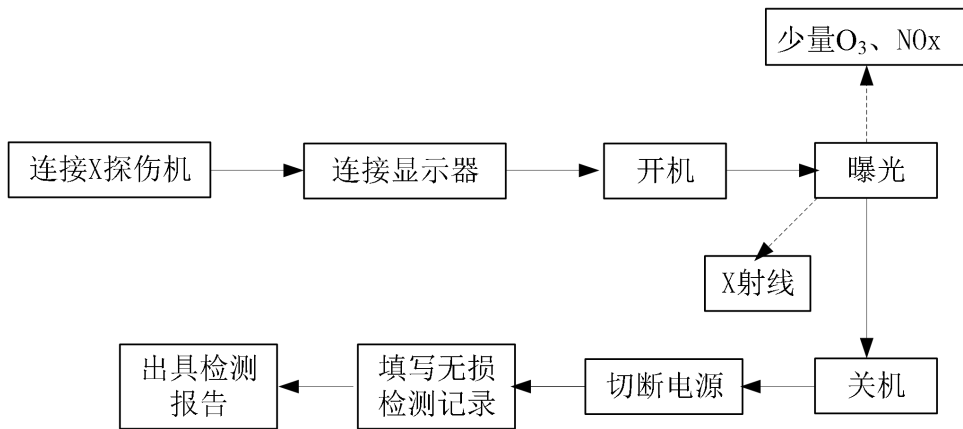 少量O₃、NOx
连接X探伤机
连接显示器
开机
曝光
X射线
出具检测
报告
填写无损
检测记录
切断电源
关机